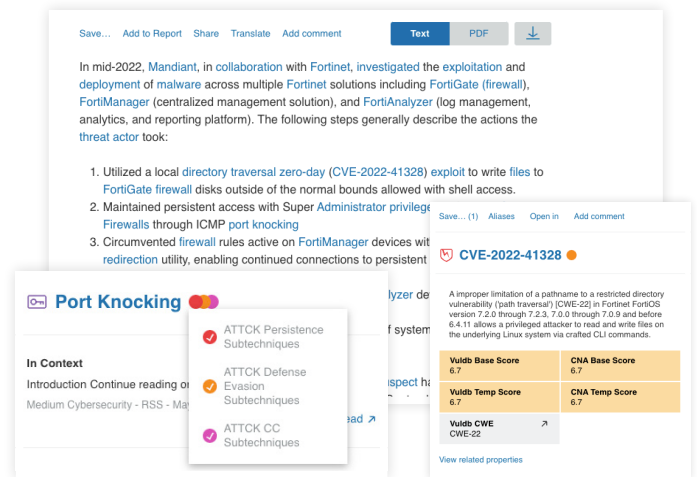 Save… Add to Report Share Translate Add comment Text PDF
In mid-2022, Mandiant, in collaboration with Fortinet, investigated the exploitation and
deployment of malware across multiple Fortinet solutions including FortiGate (firewall),
FortiManager (centralized management solution), and FortiAnalyzer (log management,
analytics, and reporting platform). The following steps generally describe the actions the
threat actor took:
1. Utilized a local directory traversal zero-day (CVE-2022-41328) exploit to write files to
FortiGate firewall disks outside of the normal bounds allowed with shell access.
2. Maintained persistent access with Super Administrator privilege
Firewalls through ICMP port knocking
3. Circumvented firewall rules active on FortiManager devices wit
redirection utility, enabling continued connections to persistent
lyzer de
f system
spect ha
Port Knocking
In Context
Introduction Continue reading o
Medium Cybersecurity - RSS - Ma
ead ↗
ATTCK Persistence
Subtechniques
ATTCK Defense
Evasion
Subtechniques
ATTCK CC
Subtechniques
Save… (1) Aliases Open in Add comment
CVE-2022-41328
A improper limitation of a pathname to a restricted directory
vulnerability ('path traversal') [CWE-22] in Fortinet FortiOS
version 7.2.0 through 7.2.3, 7.0.0 through 7.0.9 and before
6.4.11 allows a privileged attacker to read and write files on
the underlying Linux system via crafted CLI commands.
Vuldb Base Score CNA Base Score
6.7 6.7
Vuldb Temp Score CNA Temp Score
6.7 6.7
Vuldb CWE ↗
CWE-22
View related properties